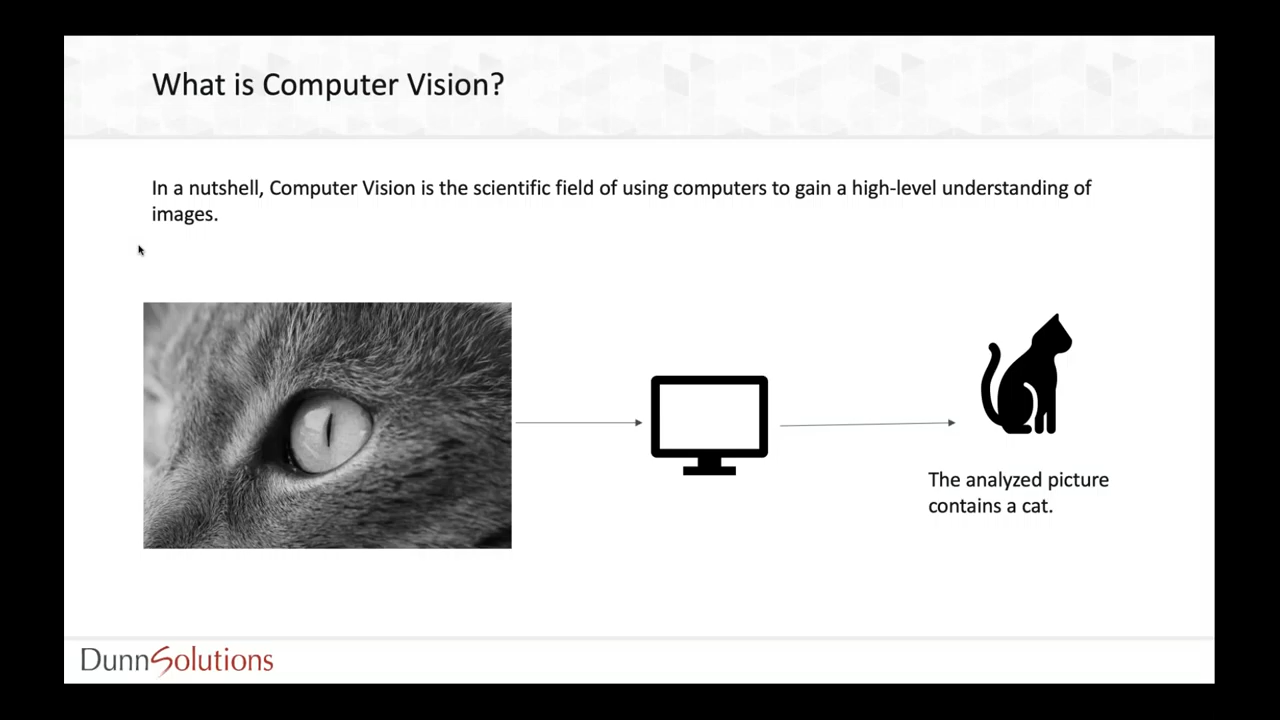 What is Computer Vision?
In a nutshell, Computer Vision is the scientific field of using computers to gain a high-level understanding of
images.
The analyzed picture
contains a cat.
DunnSolutions